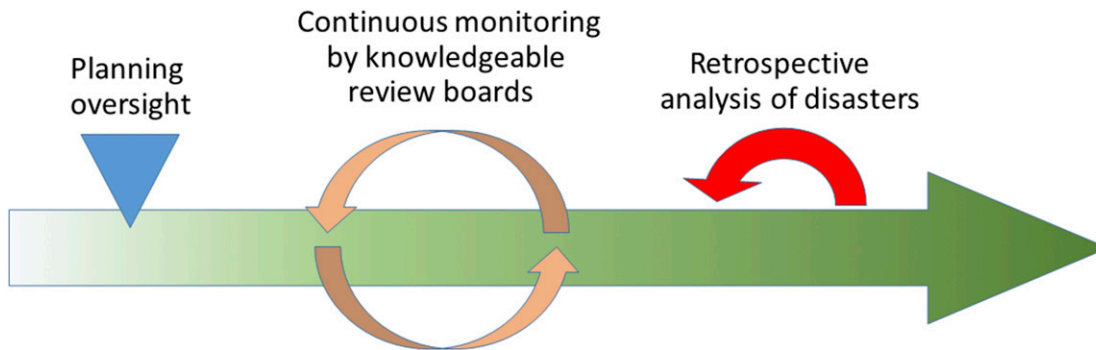 Planning
oversight
Continuous monitoring
by knowledgeable
review boards
Retrospective
analysis of disasters